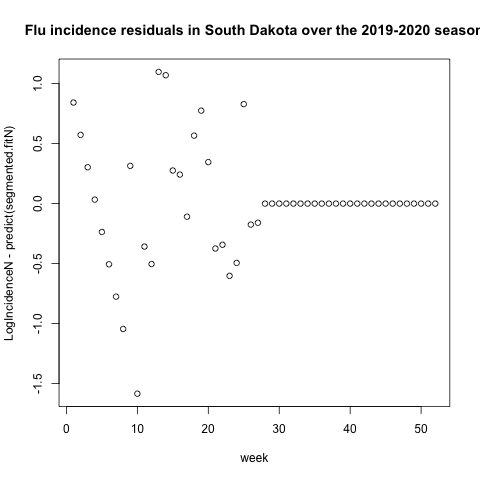 Flu incidence residuals in South Dakota over the 2019-2020 season
LogIncidenceN - predict(segmented.fitN)
1.0
0.5
0.0
-0.5
-1.0
-1.5
0 10 20 30 40 50
week